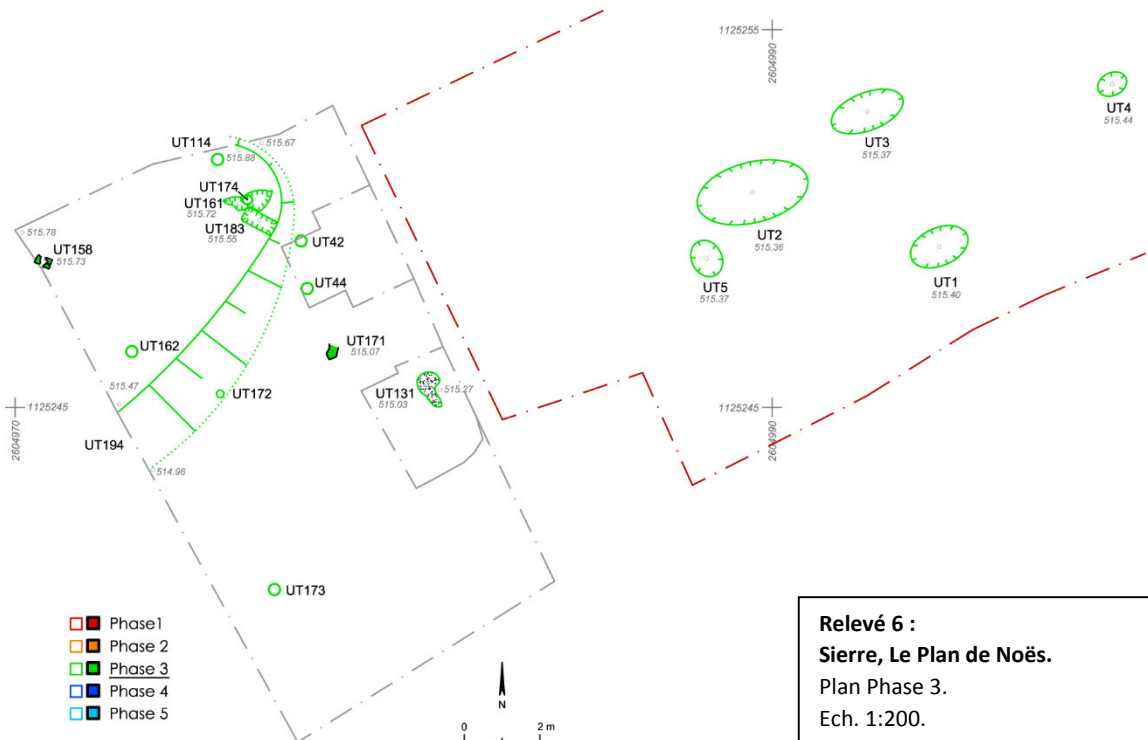 1125255
2604990
UT4
515.44
UT3
515.37
UT114
515.67
515.88
UT174
UT161
515.72
UT183
515.55
UT2
515.36
515.78
UT158
515.73
UT42
UT5
515.37
UT1
515.40
UT44
UT162
UT171
515.07
515.47
UT172
UT131
515.03
515.27
1125245
2604970
1125245
2604990
UT194
514.96
UT173
Phase1
Phase 2
Phase 3
Phase 4
Phase 5
N
0 2 m
Relevé 6 :
Sierre, Le Plan de Noës.
Plan Phase 3.
Ech. 1:200.